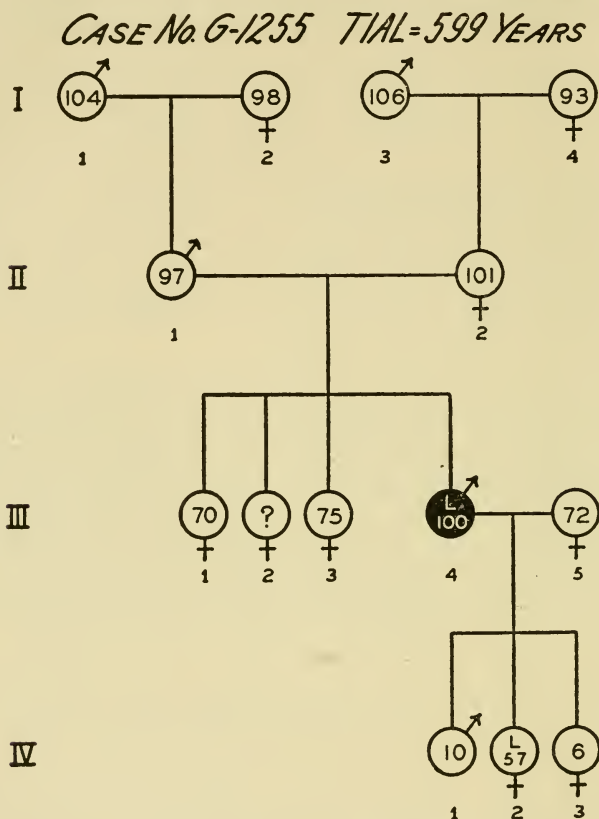 CASE No. G-1255 TIAL = 599 YEARS
I 104 98 106 93
1 2 3 4
II 97 101
1 2
III 70 ? 75 L 100 72
1 2 3 4 5
IV 10 L 57 6
1 2 3